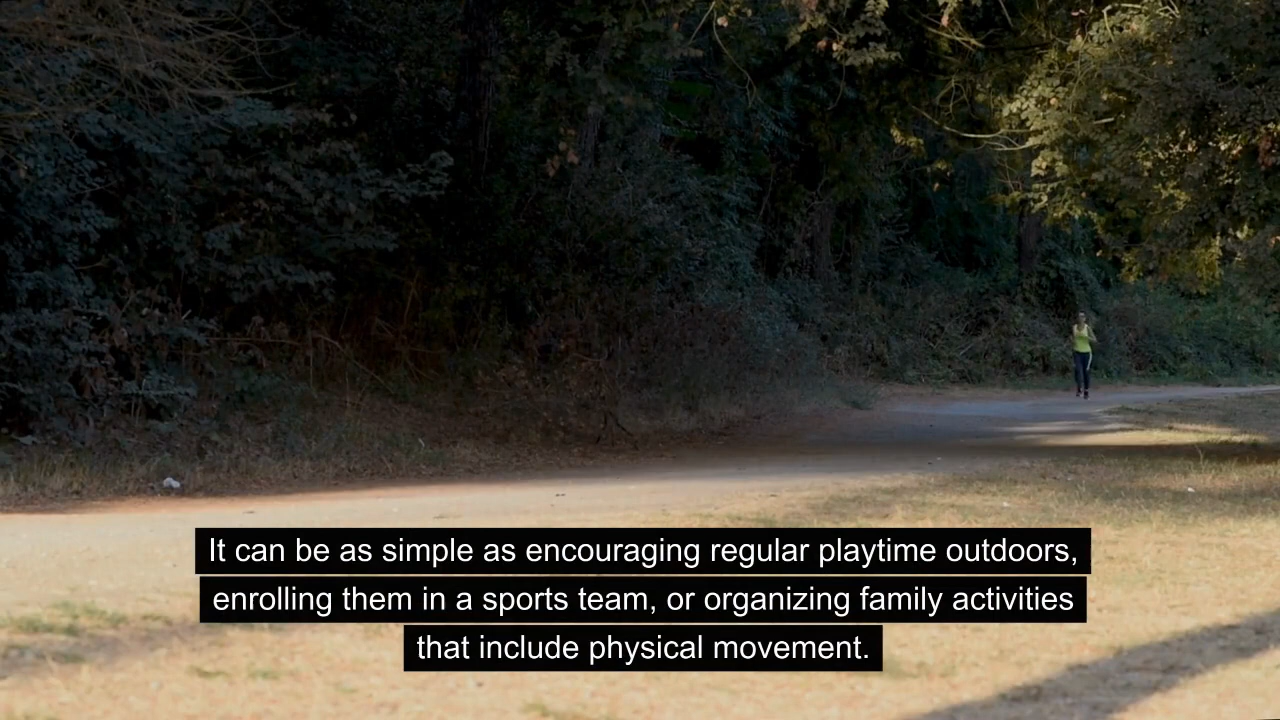 It can be as simple as encouraging regular playtime outdoors,
enrolling them in a sports team, or organizing family activities
that include physical movement.